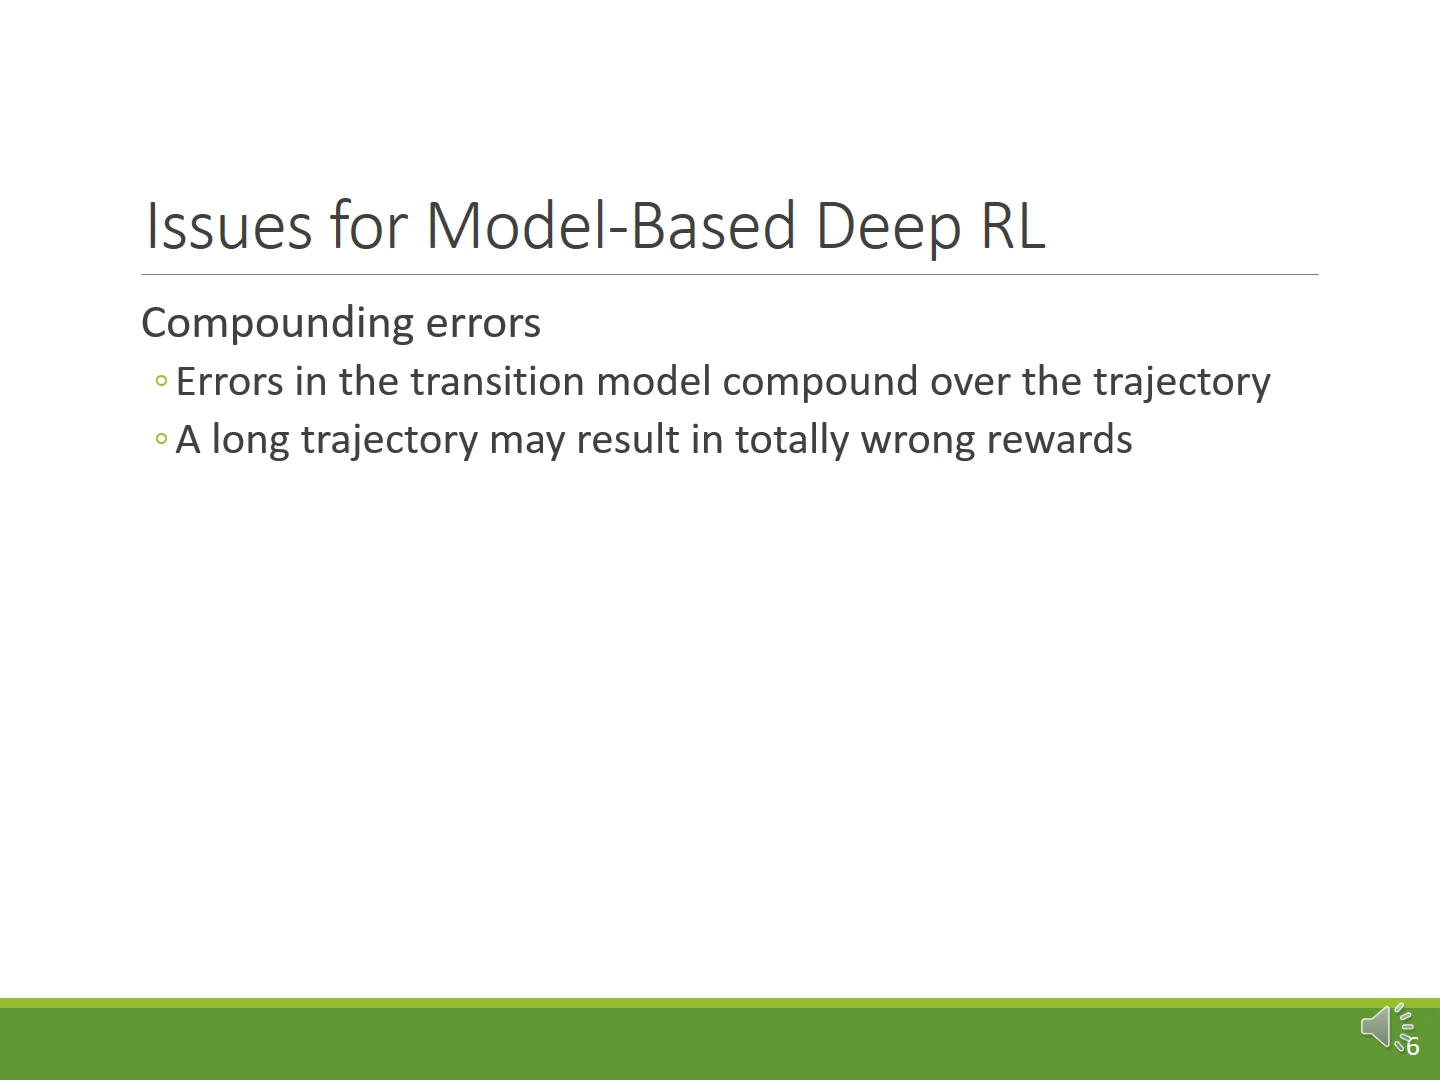 Issues for Model-Based Deep RL
Compounding errors
◦ Errors in the transition model compound over the trajectory
◦ A long trajectory may result in totally wrong rewards
6